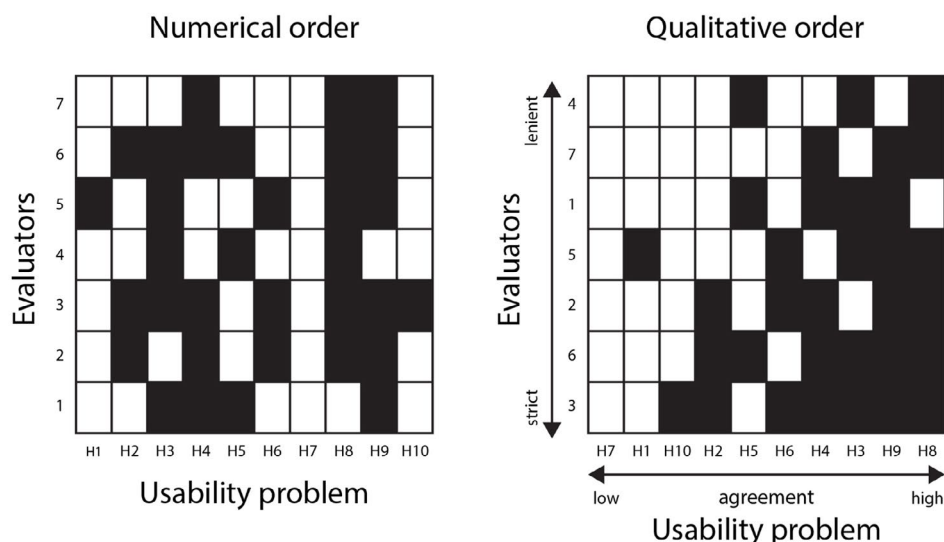 Numerical order
Evaluators
7
6
5
4
3
2
1
H1 H2 H3 H4 H5 H6 H7 H8 H9 H10
Usability problem
Qualitative order
Evaluators
lenient
strict
4
7
1
5
2
6
3
H7 H1 H10 H2 H5 H6 H4 H3 H9 H8
low agreement high
Usability problem